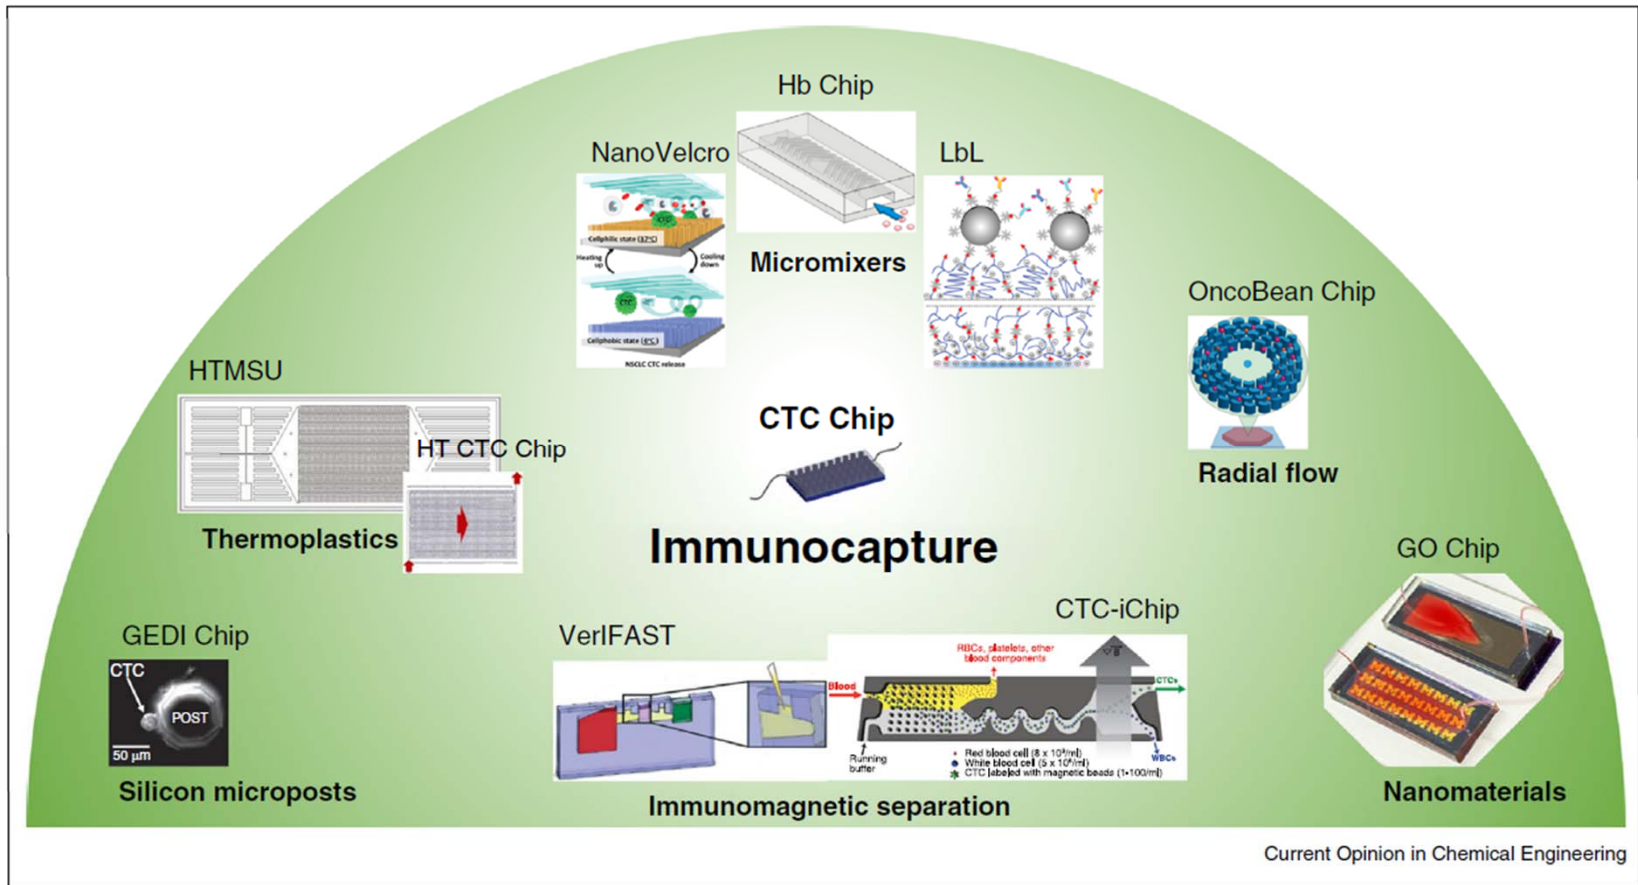 Hb Chip
NanoVelcro
LbL
CTC
Cellphilic state (37°C)
Heating
up
Cooling
down
CTC
Cellphobic state (4°C)
NSCLC CTC release
Micromixers
OncoBean Chip
Radial flow
HTMSU
HT CTC Chip
Thermoplastics
CTC Chip
Immunocapture
GO Chip
Nanomaterials
GEDI Chip
CTC
POST
50 µm
Silicon microposts
VerIFAST
CTC-iChip
RBCs, platelets, other
blood components
Blood
CTCs
Running
buffer
Red blood cell (8 x 10⁹/ml)
White blood cell (5 x 10⁶/ml)
CTC labeled with magnetic beads (1-100/ml)
WBCs
Immunomagnetic separation
Current Opinion in Chemical Engineering